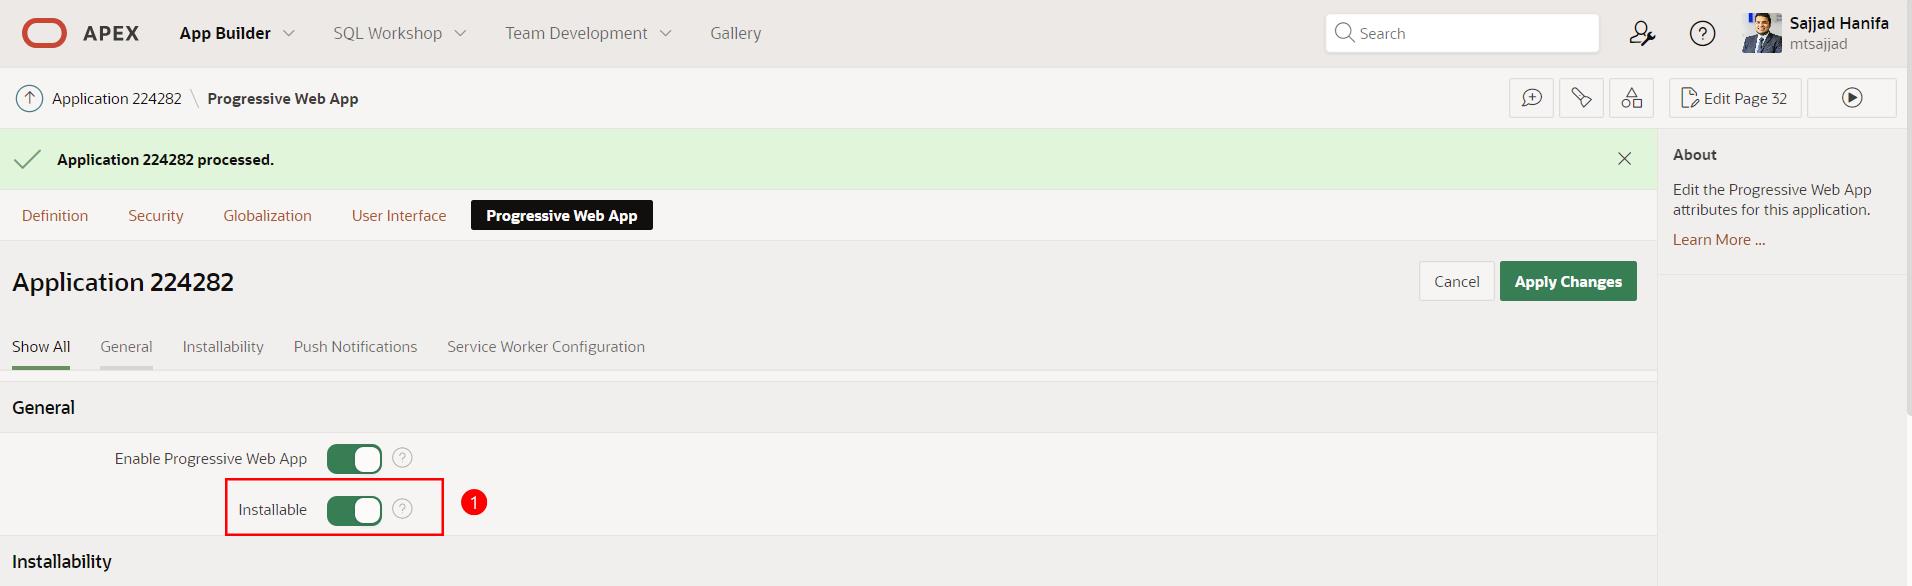 APEX App Builder SQL Workshop Team Development Gallery Search ? Sajjad Hanifa
mtsajjad
Application 224282 \ Progressive Web App Edit Page 32
Application 224282 processed.
About
Edit the Progressive Web App
attributes for this application.
Learn More ...
Definition Security Globalization User Interface Progressive Web App
Application 224282 Cancel Apply Changes
Show All General Installability Push Notifications Service Worker Configuration
General
Enable Progressive Web App ?
Installable ? 1
Installability